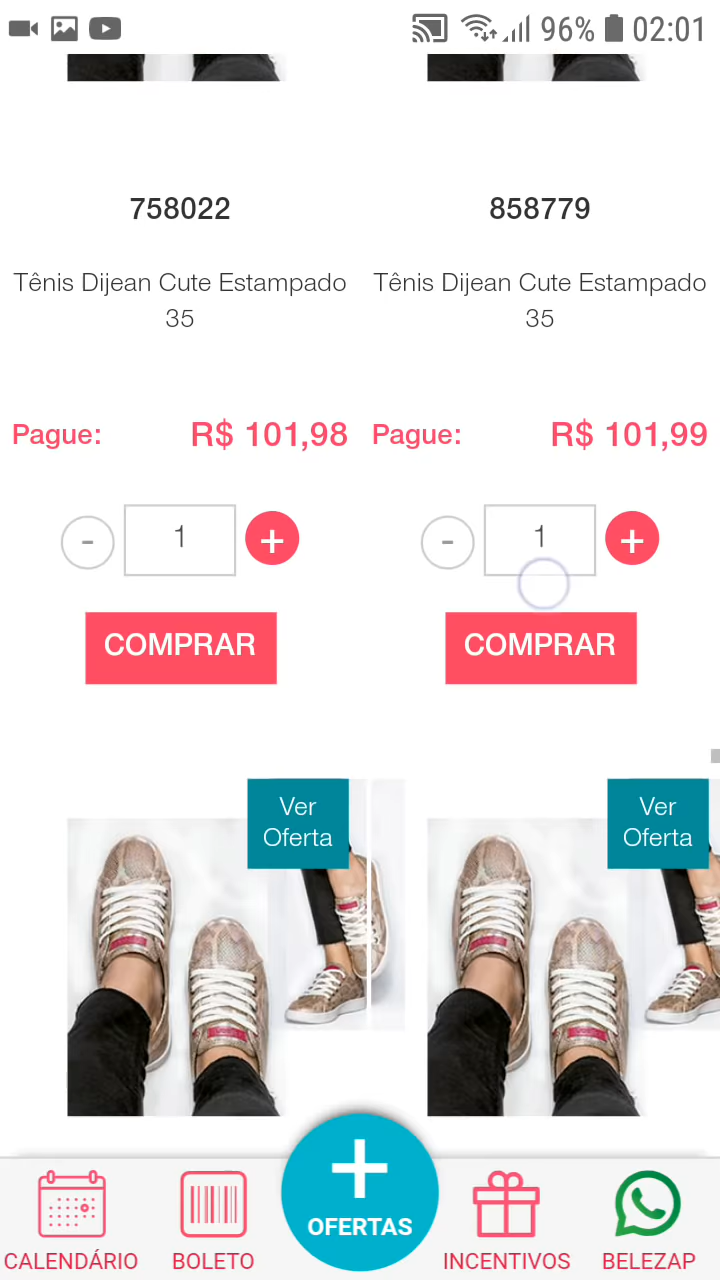 96% 02:01
758022
858779
Tênis Dijean Cute Estampado
35
Tênis Dijean Cute Estampado
35
Pague: R$ 101,98
Pague: R$ 101,99
- 1 +
- 1 +
COMPRAR
COMPRAR
Ver
Oferta
Ver
Oferta
+
OFERTAS
CALENDÁRIO
BOLETO
INCENTIVOS
BELEZAP